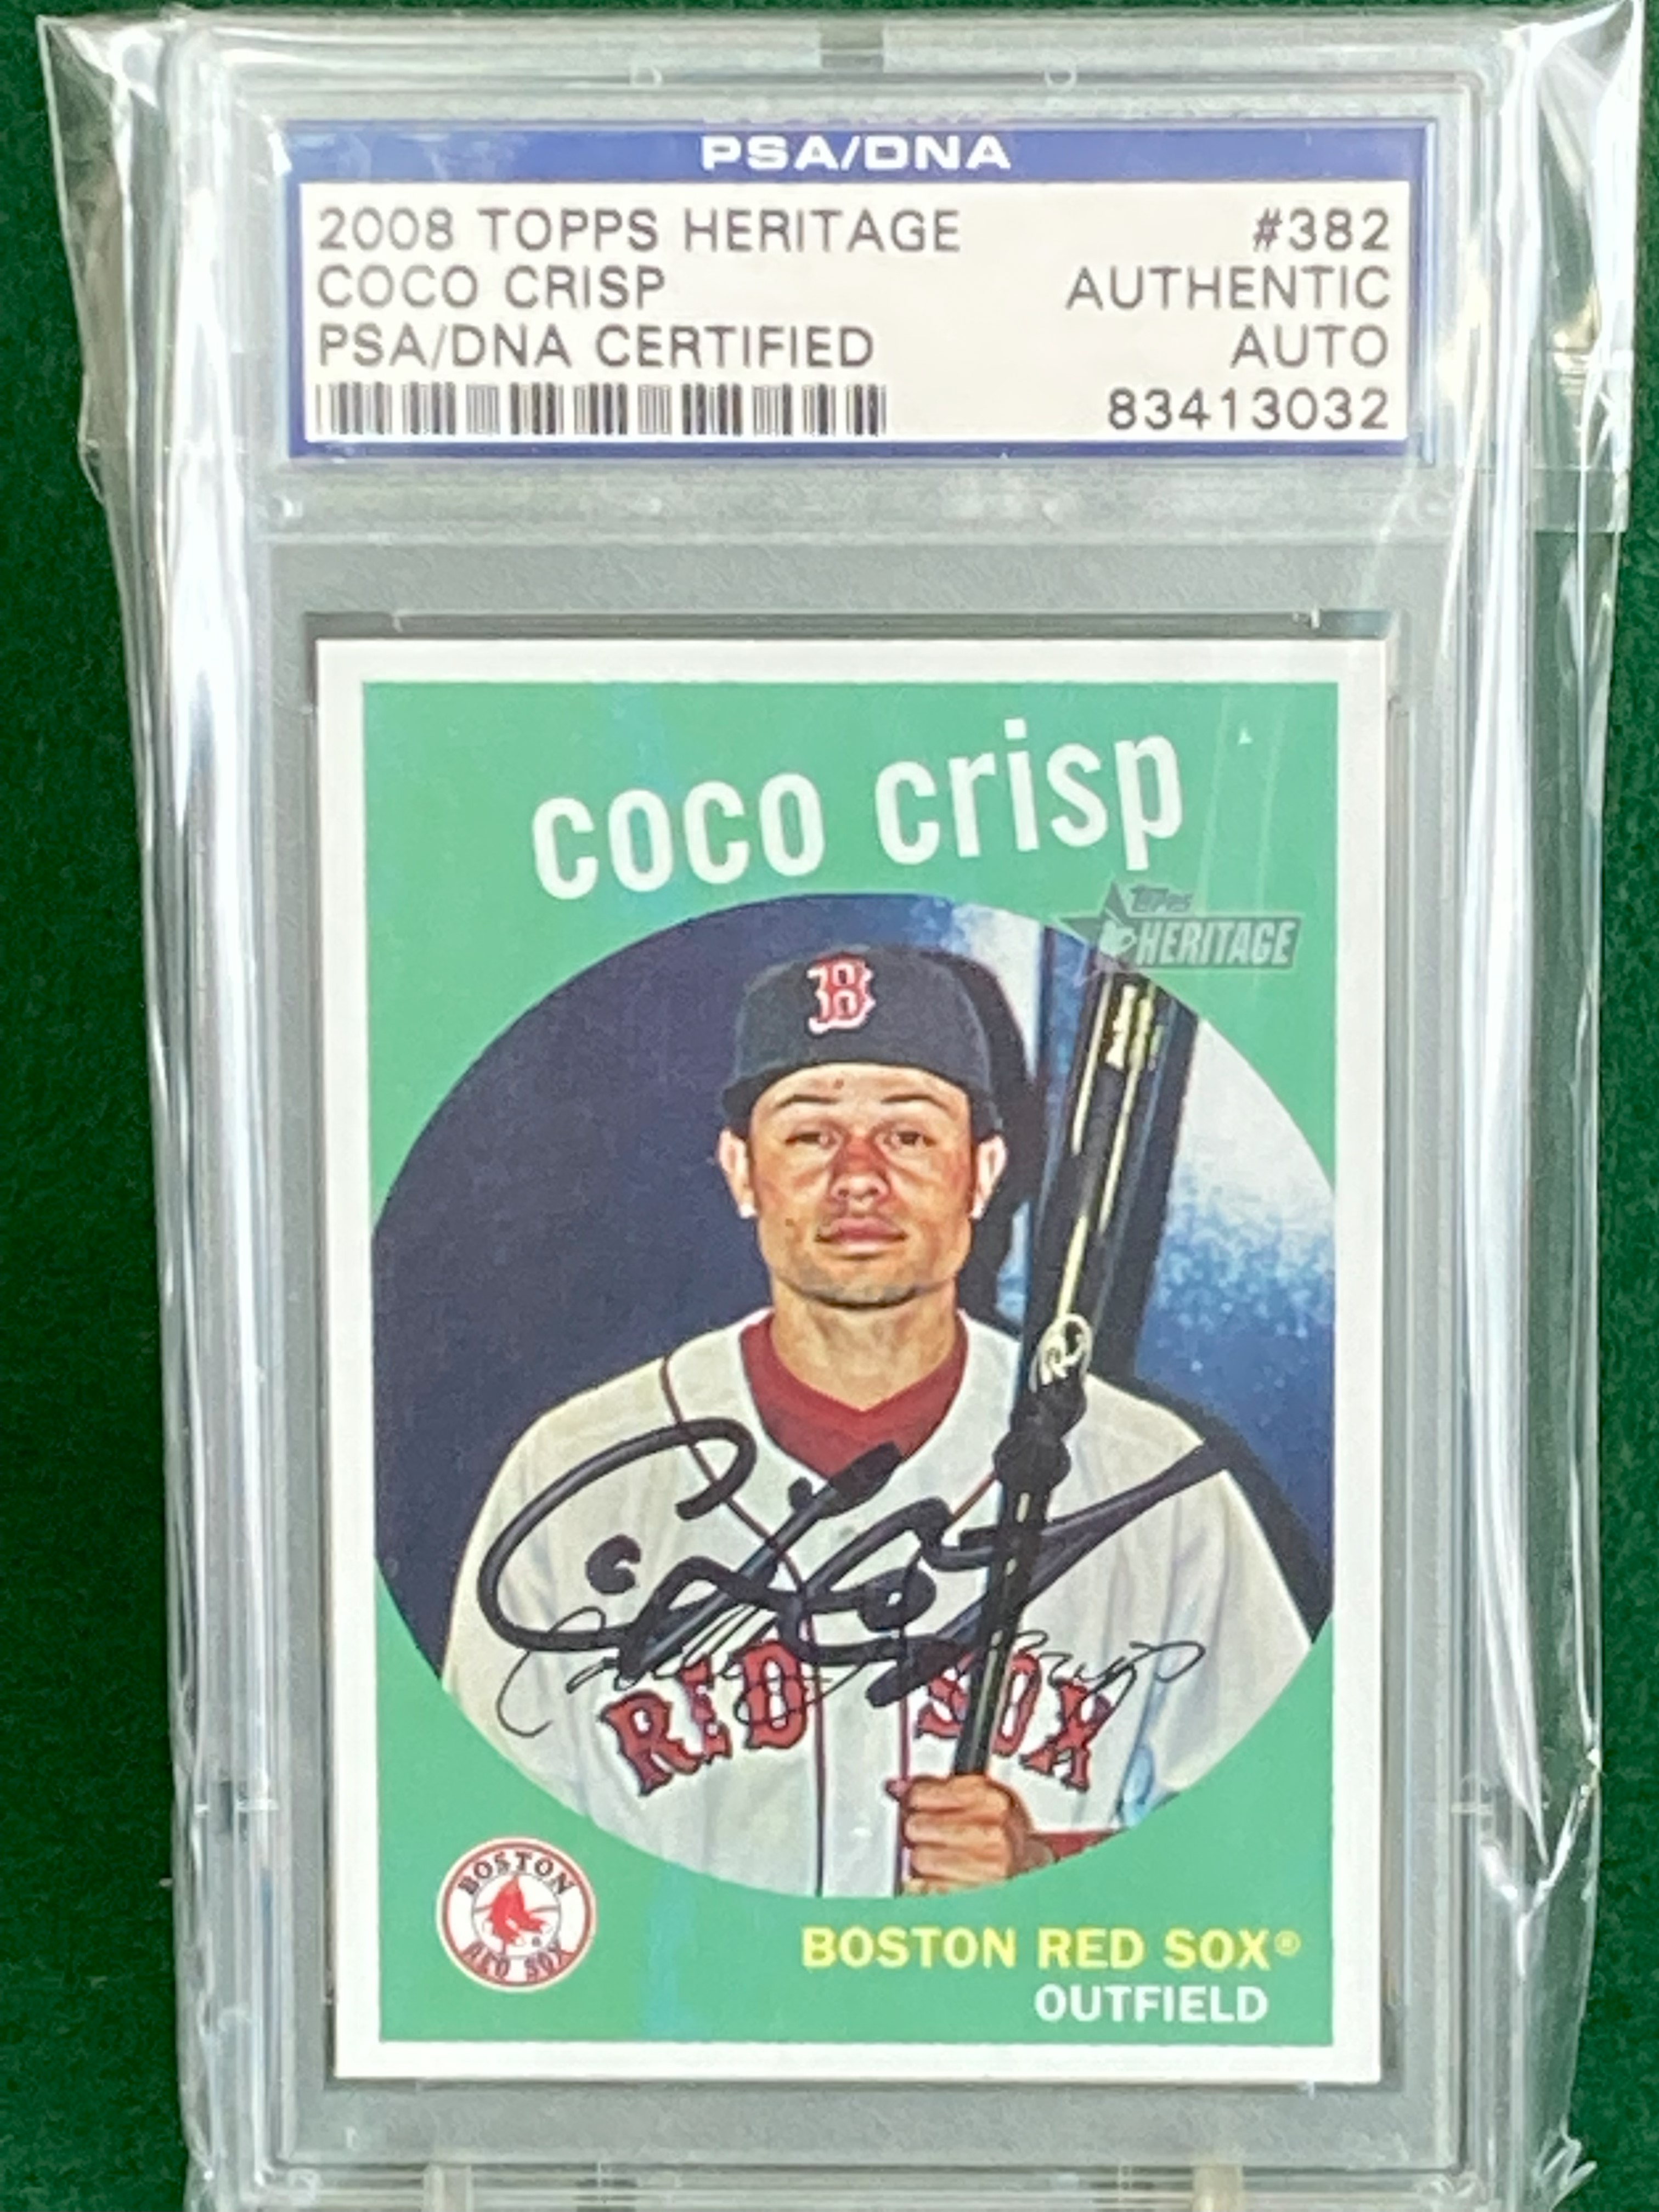 PSA/DNA
2008 TOPPS HERITAGE #382
COCO CRISP AUTHENTIC
PSA/DNA CERTIFIED AUTO
83413032
coco crisp
Topps
HERITAGE
B
RED SOX
BOSTON
RED SOX
BOSTON RED SOX®
OUTFIELD